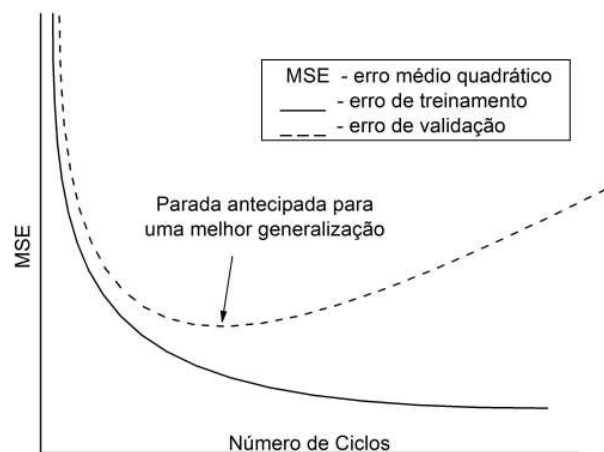 MSE - erro médio quadrático
- erro de treinamento
- erro de validação
Parada antecipada para
uma melhor generalização
MSE
Número de Ciclos